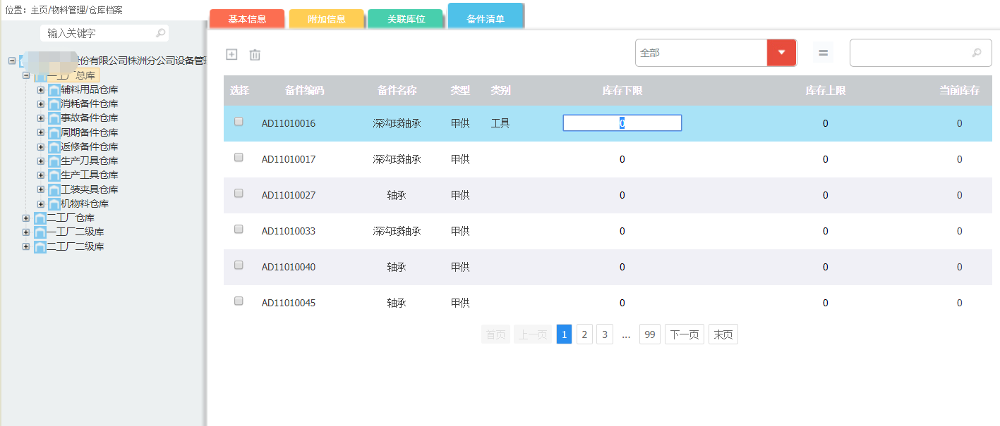 位置：主页/物料管理/仓库档案
输入关键字
股份有限公司株洲分公司设备管理
一工厂总库
辅料用品仓库
消耗备件仓库
事故备件仓库
周期备件仓库
返修备件仓库
生产刀具仓库
生产工具仓库
工装夹具仓库
机物料仓库
二工厂仓库
一工厂二级库
二工厂二级库
基本信息 附加信息 关联库位 备件清单
全部 =
选择 备件编码 备件名称 类型 类别 库存下限 库存上限 当前库存
AD11010016 深沟球轴承 甲供 工具 0 0 0
AD11010017 深沟球轴承 甲供 0 0 0
AD11010027 轴承 甲供 0 0 0
AD11010033 深沟球轴承 甲供 0 0 0
AD11010040 轴承 甲供 0 0 0
AD11010045 轴承 甲供 0 0 0
首页 上一页 1 2 3 ... 99 下一页 末页